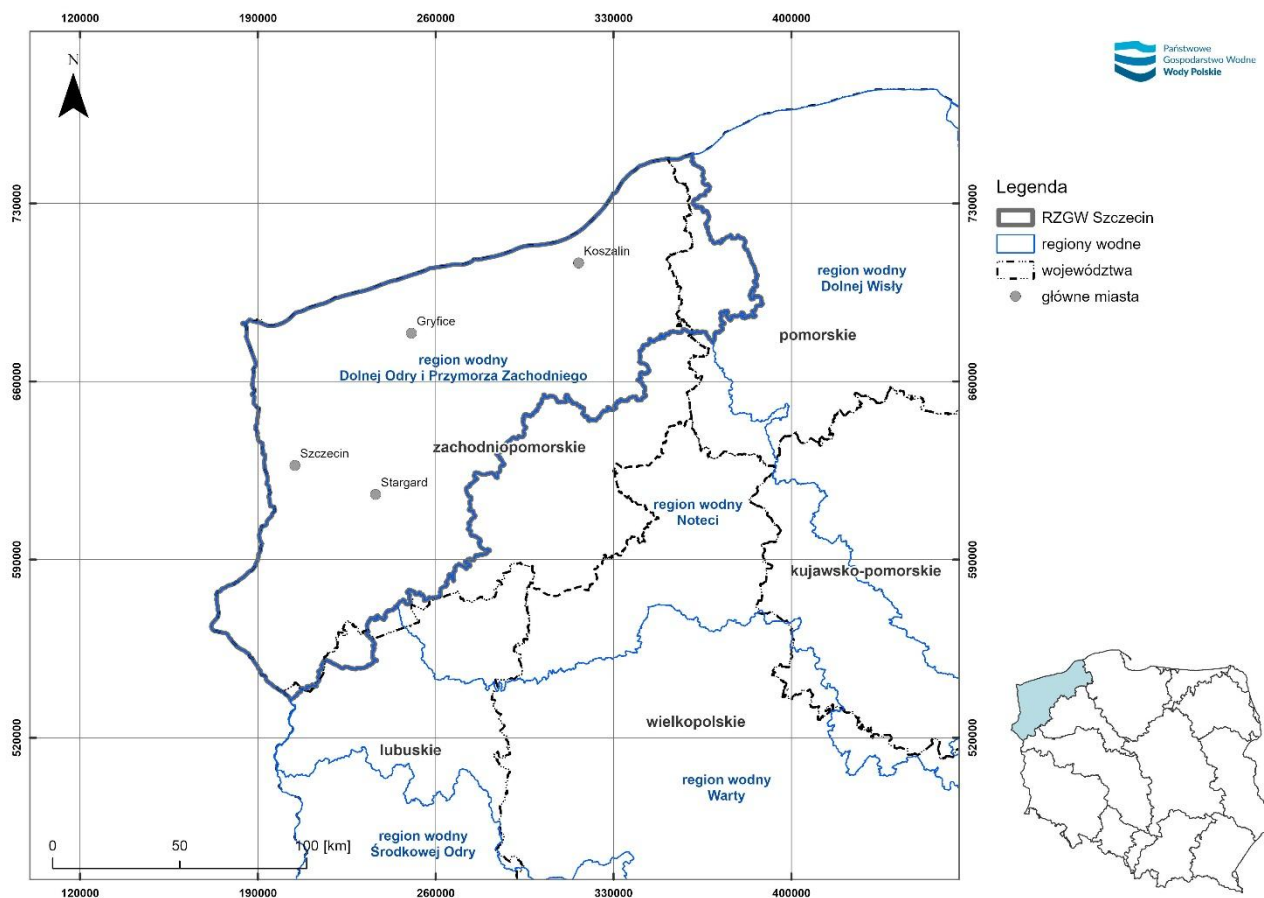 120000 190000 260000 330000 400000
N
Państwowe
Gospodarstwo Wodne
Wody Polskie
730000 730000
Legenda
RZGW Szczecin
regiony wodne
województwa
główne miasta
Koszalin
region wodny
Dolnej Wisły
Gryfice
pomorskie
region wodny
Dolnej Odry i Przymorza Zachodniego
660000 660000
zachodniopomorskie
Szczecin
Stargard
region wodny
Noteci
590000 590000
kujawsko-pomorskie
wielkopolskie
520000 520000
lubuskie
region wodny
Warty
region wodny
Środkowej Odry
0 50 100 [km]
120000 190000 260000 330000 400000